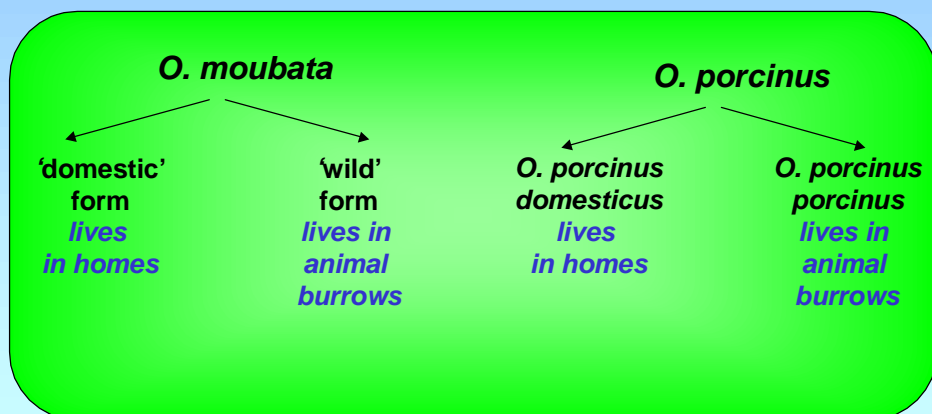 O. moubata
O. porcinus
‘domestic’
form
lives
in homes
‘wild’
form
lives in
animal
burrows
O. porcinus
domesticus
lives
in homes
O. porcinus
porcinus
lives in
animal
burrows